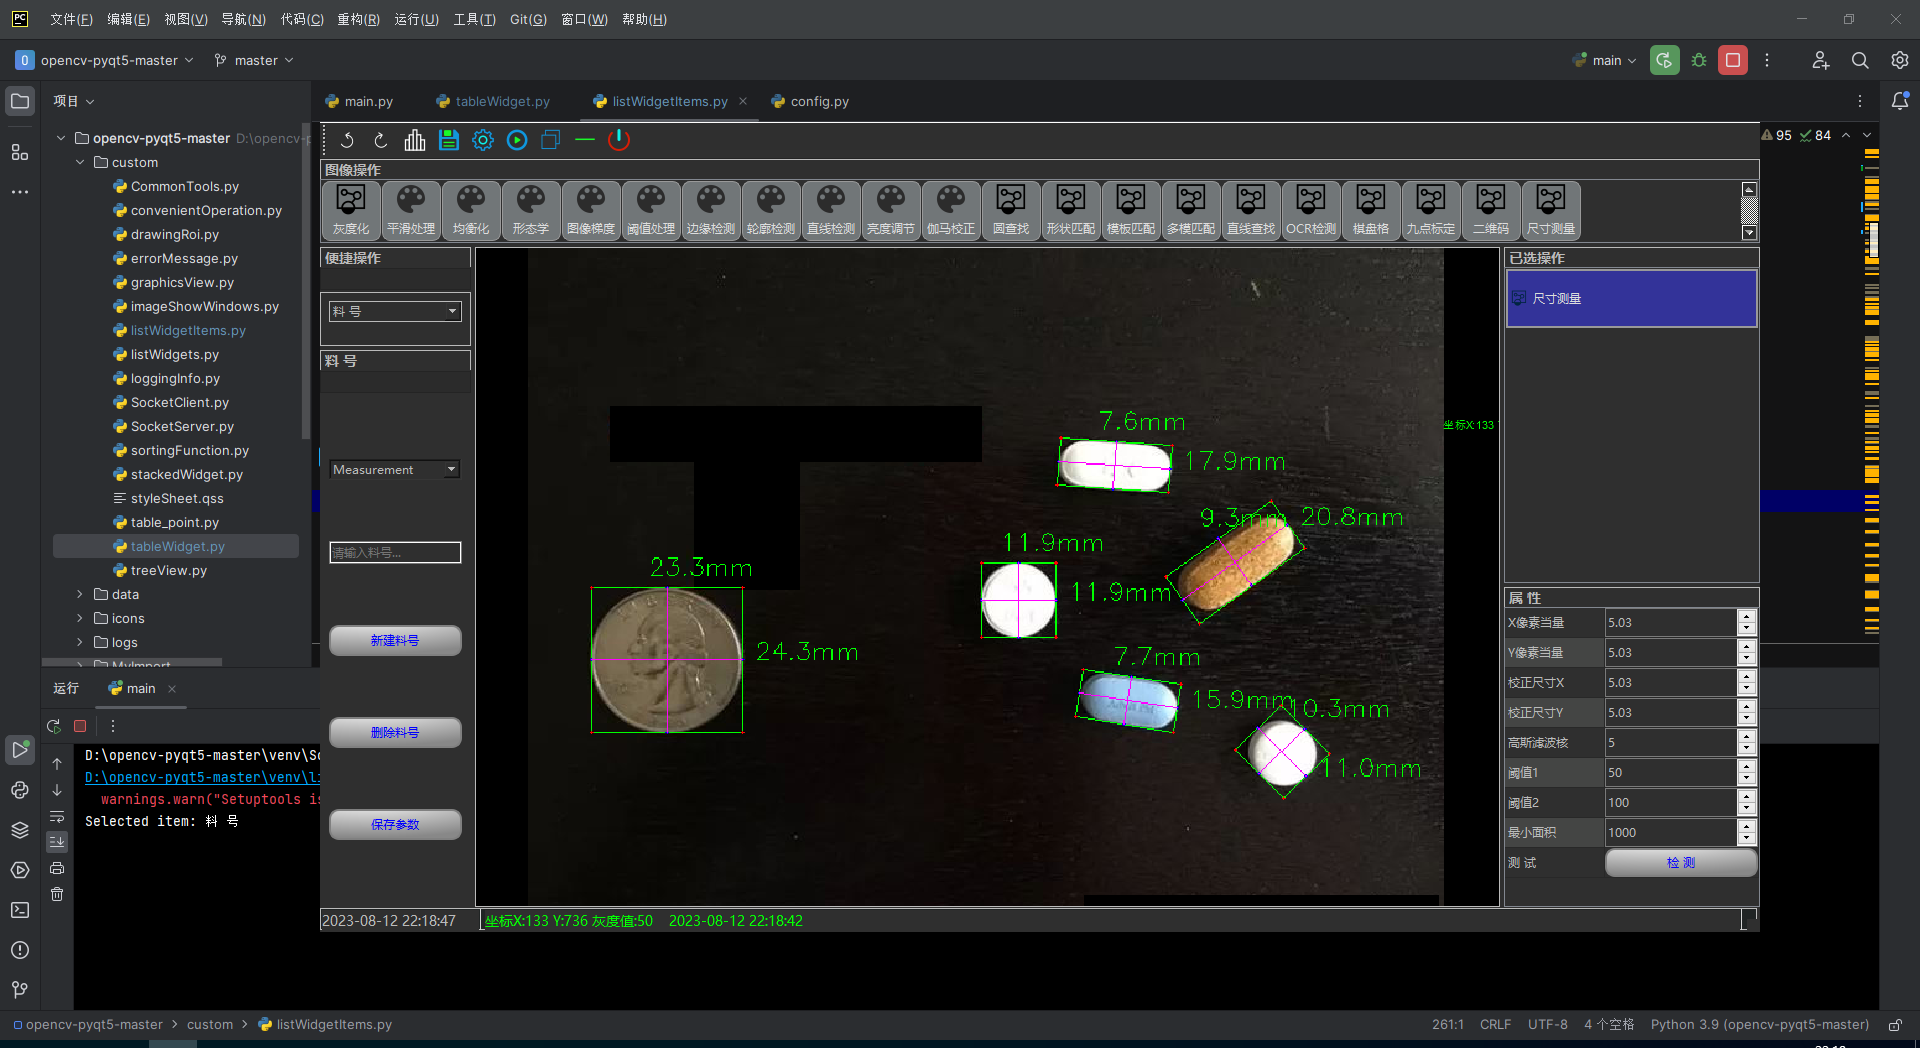 PC 文件(F) 编辑(E) 视图(V) 导航(N) 代码(C) 重构(R) 运行(U) 工具(T) Git(G) 窗口(W) 帮助(H)
O opencv-pyqt5-master master main
项目
main.py tableWidget.py listWidgetItems.py config.py
opencv-pyqt5-master D:\opencv-p
custom
CommonTools.py
convenientOperation.py
drawingRoi.py
errorMessage.py
graphicsView.py
imageShowWindows.py
listWidgetItems.py
listWidgets.py
loggingInfo.py
SocketClient.py
SocketServer.py
sortingFunction.py
stackedWidget.py
styleSheet.qss
table_point.py
tableWidget.py
treeView.py
data
icons
logs
MyImport
95 84
图像操作
灰度化 平滑处理 均衡化 形态学 图像梯度 阈值处理 边缘检测 轮廓检测 直线检测 亮度调节 伽马校正 圆查找 形状匹配 模板匹配 多模匹配 直线查找 OCR检测 棋盘格 九点标定 二维码 尺寸测量
便捷操作
料 号
料 号
Measurement
请输入料号...
新建料号
删除料号
保存参数
7.6mm
17.9mm
9.3mm 20.8mm
11.9mm
11.9mm
23.3mm
24.3mm
7.7mm
15.9mm
10.3mm
11.0mm
坐标X:133
已选操作
尺寸测量
属 性
X像素当量 5.03
Y像素当量 5.03
校正尺寸X 5.03
校正尺寸Y 5.03
高斯滤波核 5
阈值1 50
阈值2 100
最小面积 1000
测 试 检 测
2023-08-12 22:18:47 坐标X:133 Y:736 灰度值:50 2023-08-12 22:18:42
运行 main
D:\opencv-pyqt5-master\venv\Sc
D:\opencv-pyqt5-master\venv\li
warnings.warn("Setuptools is
Selected item: 料 号
opencv-pyqt5-master custom listWidgetItems.py 261:1 CRLF UTF-8 4 个空格 Python 3.9 (opencv-pyqt5-master)